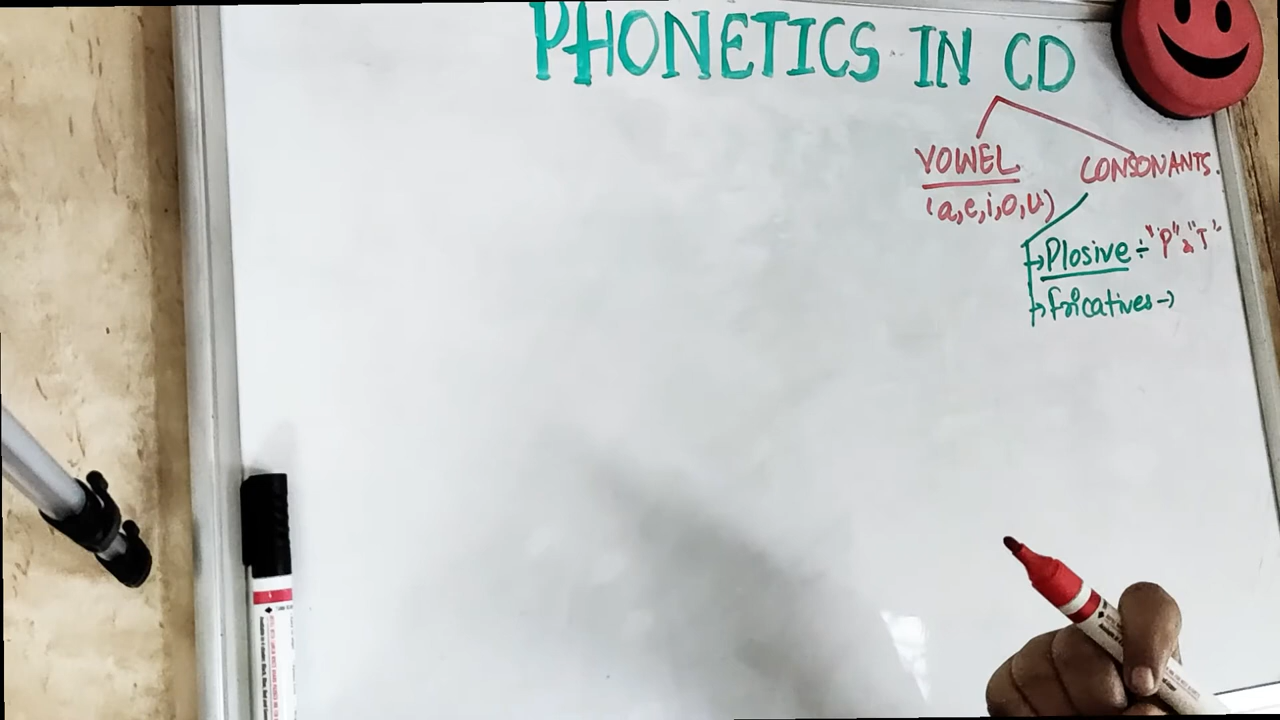 PHONETICS IN CD
VOWEL
CONSONANTS.
(a,e,i,o,u)
Plosive ÷ "P" & "T"
fricatives →